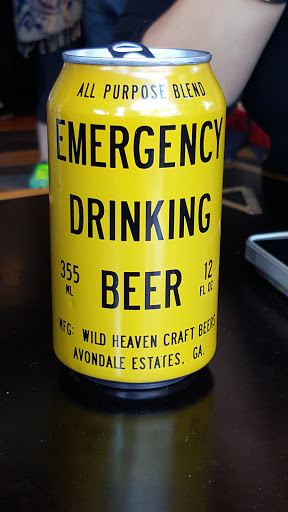 ALL PURPOSE BLEND
EMERGENCY
DRINKING
355 ML BEER 12 FL OZ.
MFG: WILD HEAVEN CRAFT BEERS
AVONDALE ESTATES, GA.